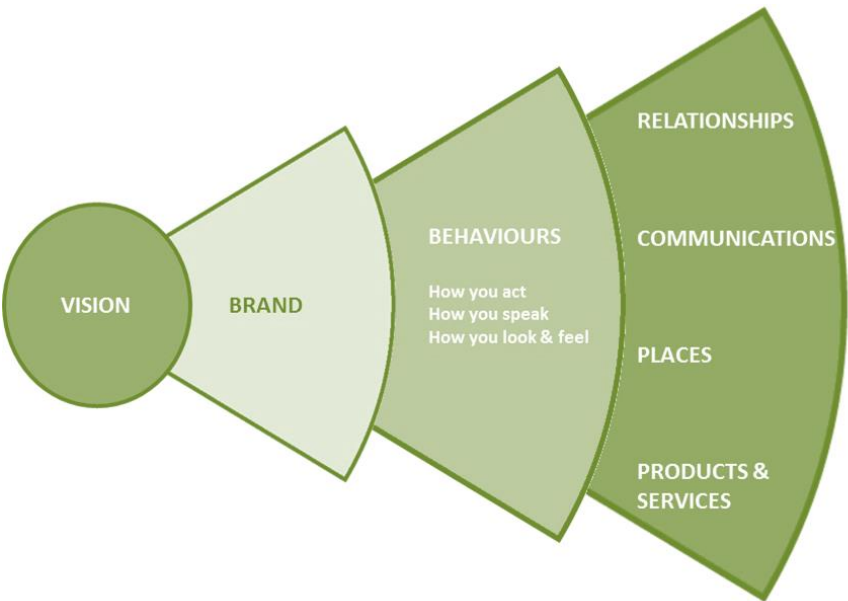 VISION
BRAND
BEHAVIOURS
How you act
How you speak
How you look & feel
RELATIONSHIPS
COMMUNICATIONS
PLACES
PRODUCTS &
SERVICES